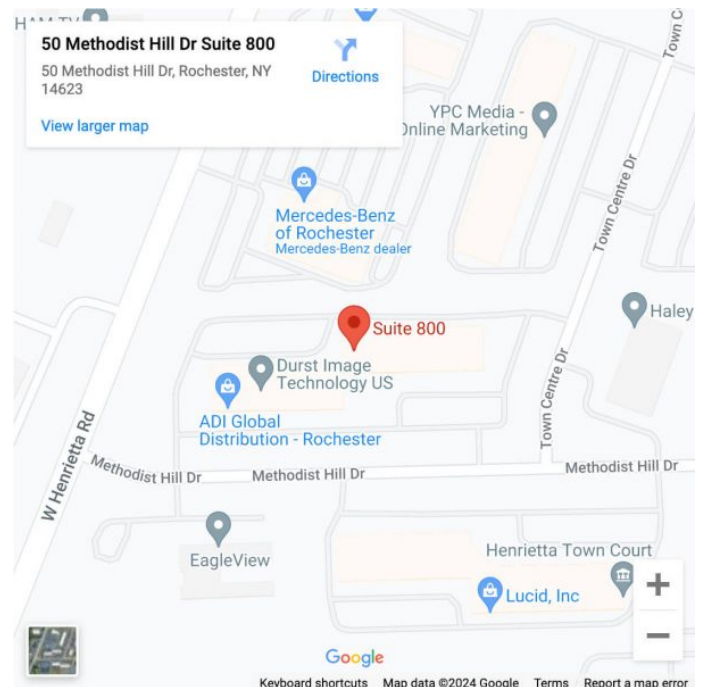 HAM TV
Town C
50 Methodist Hill Dr Suite 800
50 Methodist Hill Dr, Rochester, NY
14623
Directions
View larger map
YPC Media -
Online Marketing
Town Centre Dr
Mercedes-Benz
of Rochester
Mercedes-Benz dealer
Haley
Suite 800
Durst Image
Technology US
ADI Global
Distribution - Rochester
Town Centre Dr
W Henrietta Rd
Methodist Hill Dr
Methodist Hill Dr
Methodist Hill Dr
EagleView
Henrietta Town Court
Lucid, Inc
+
−
Google
Keyboard shortcuts Map data ©2024 Google Terms Report a map error